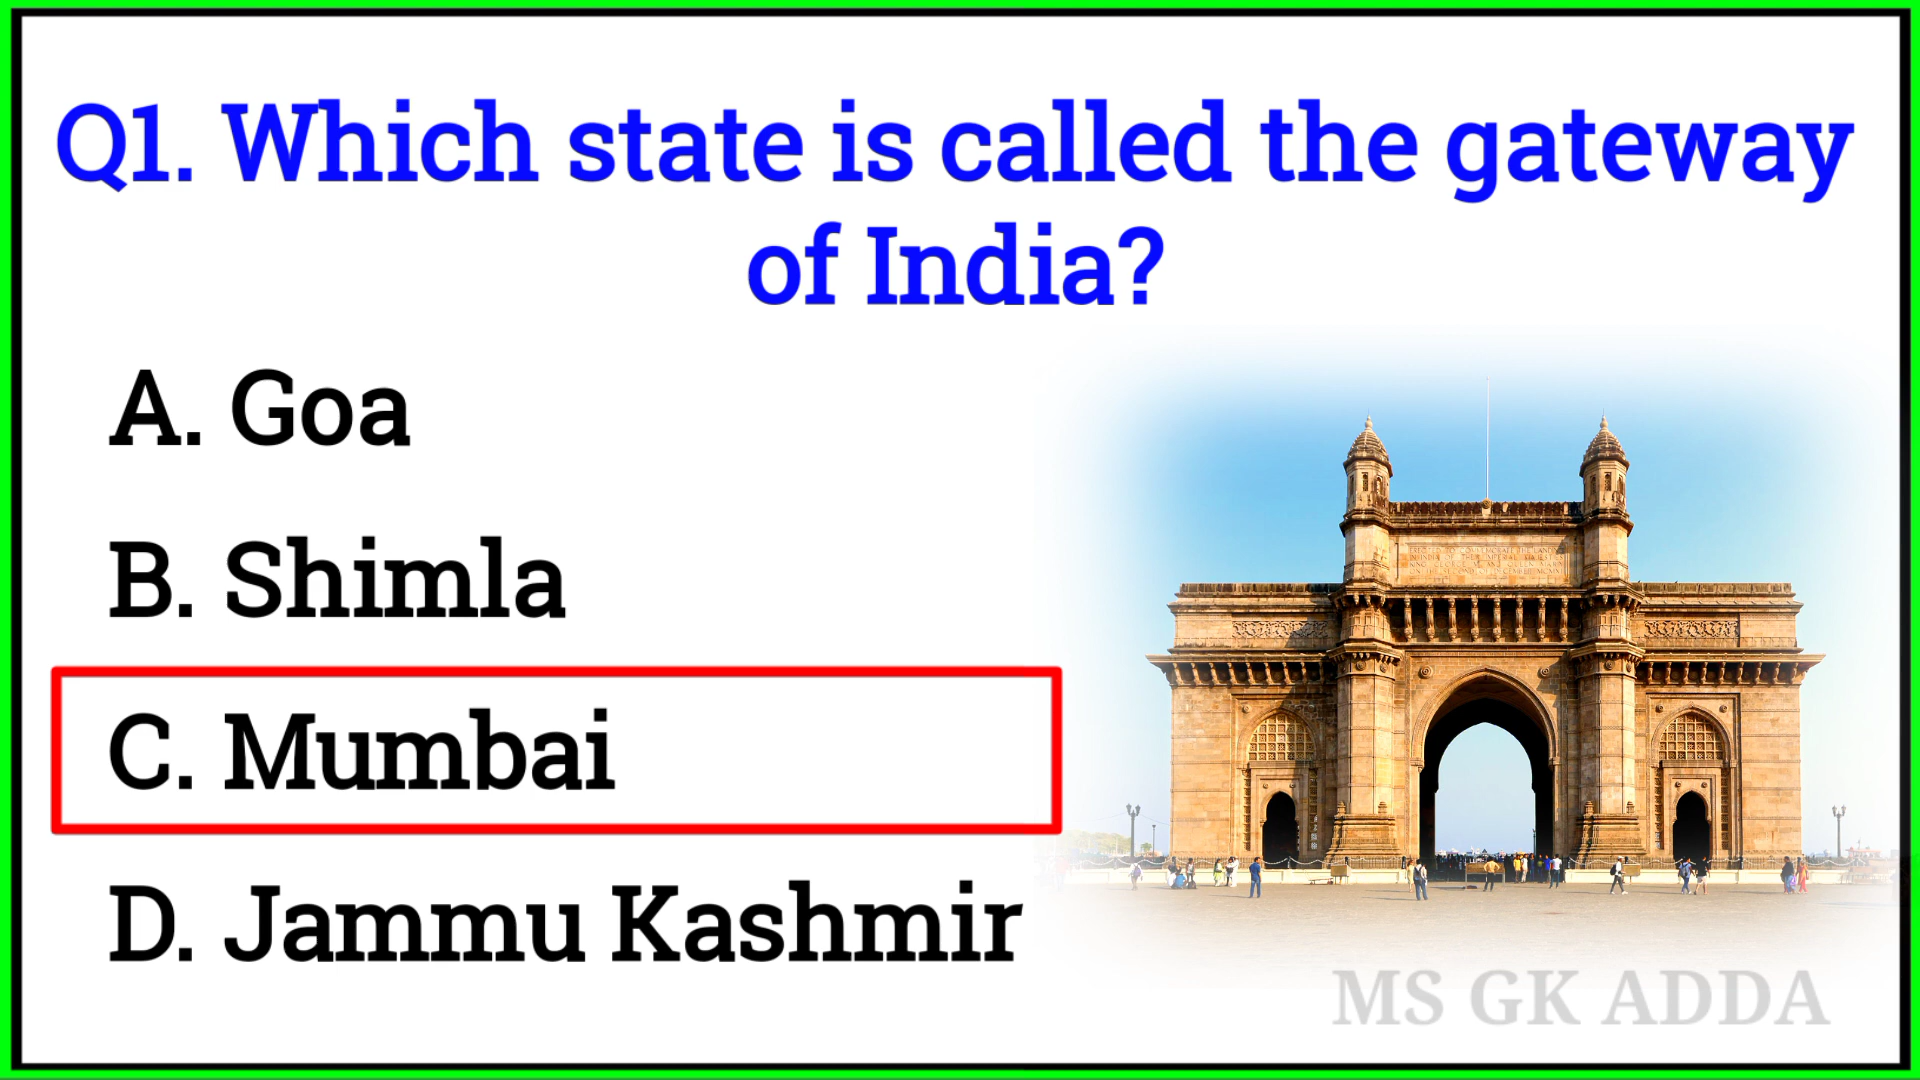 Q1. Which state is called the gateway
of India?
A. Goa
B. Shimla
C. Mumbai
D. Jammu Kashmir
MS GK ADDA